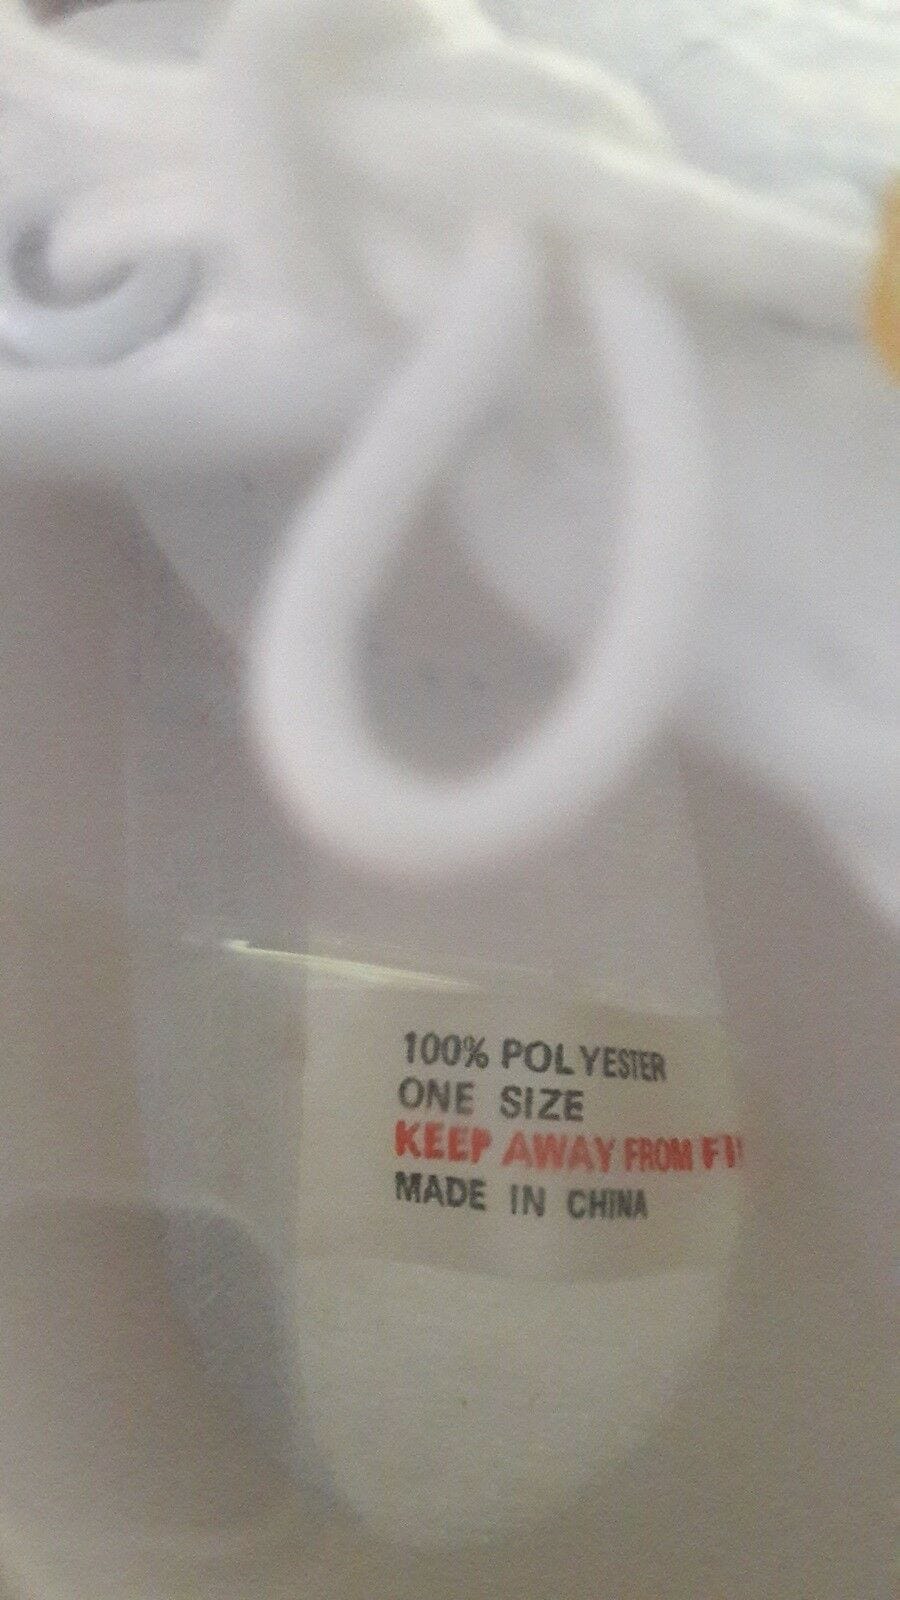 100% POLYESTER
ONE SIZE
KEEP AWAY FROM
MADE IN CHINA